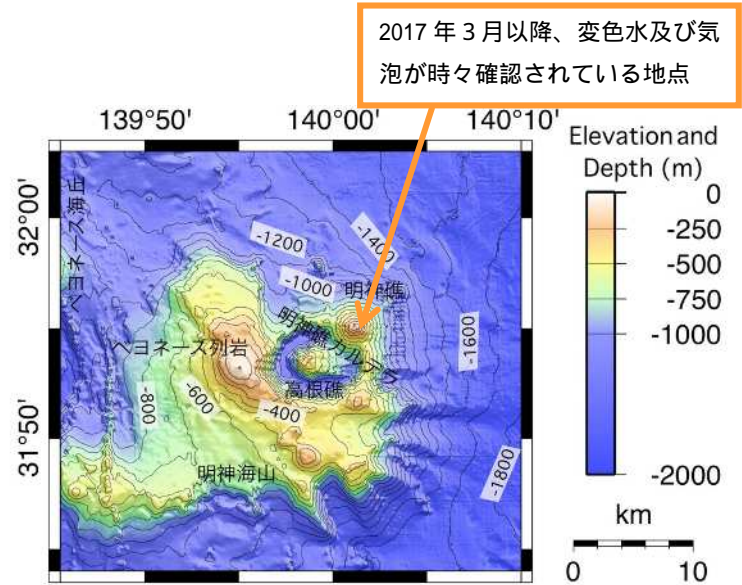 2017 年 3 月以降、変色水及び気
泡が時々確認されている地点
139°50' 140°00' 140°10'
Elevation and
Depth (m)
0
-250
-500
-750
-1000
-2000
km
0 10
32°00'
31°50'
ベヨネース海丘
-1200
-1400
-1000
明神礁
明神礁カルデラ
-1600
ベヨネース列岩
高根礁
-800
-600
-400
明神海山
-1800